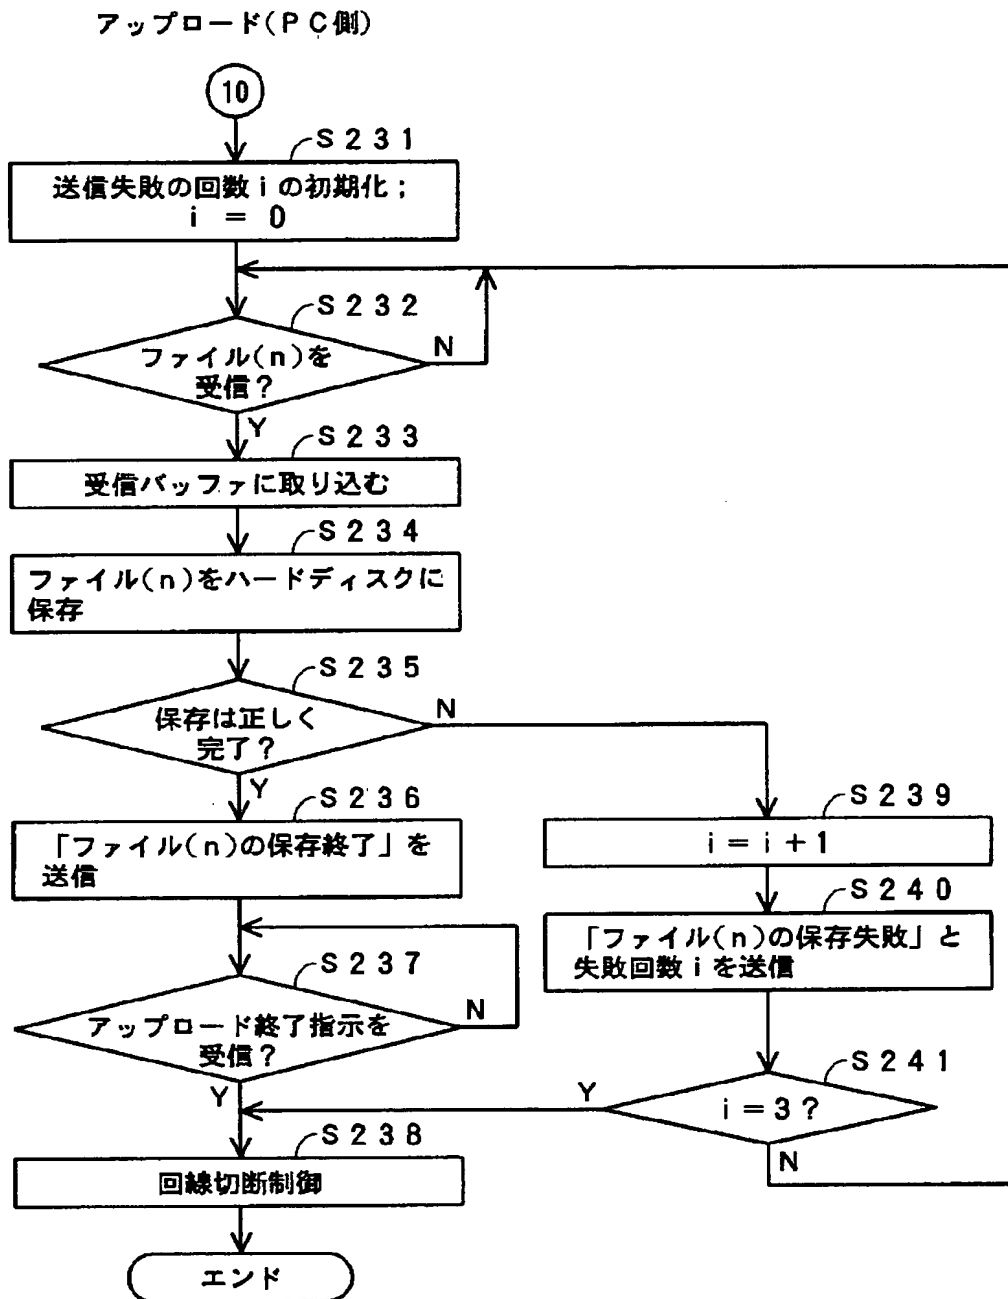 アップロード(PC側)
10
S231
送信失敗の回数iの初期化;
i = 0
S232
ファイル(n)を
受信?
N
Y
S233
受信バッファに取り込む
S234
ファイル(n)をハードディスクに
保存
S235
保存は正しく
完了?
N
Y
S236
「ファイル(n)の保存終了」を
送信
S237
アップロード終了指示を
受信?
N
Y
S238
回線切断制御
エンド
S239
i=i+1
S240
「ファイル(n)の保存失敗」と
失敗回数iを送信
S241
i=3?
Y
N